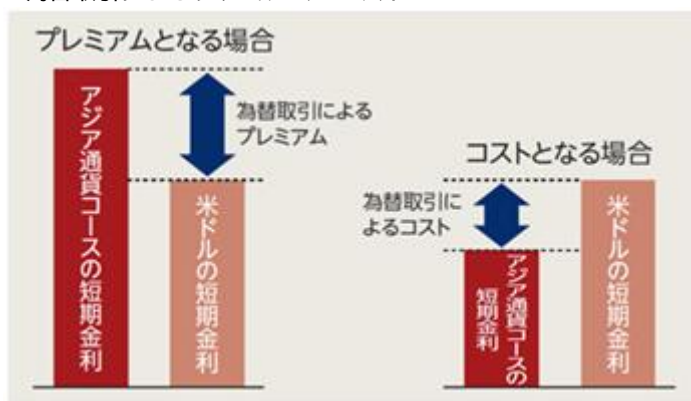 プレミアムとなる場合
アジア通貨コースの短期金利
米ドルの短期金利
為替取引による
プレミアム
コストとなる場合
為替取引に
よるコスト
アジア通貨コースの
短期金利
米ドルの短期金利